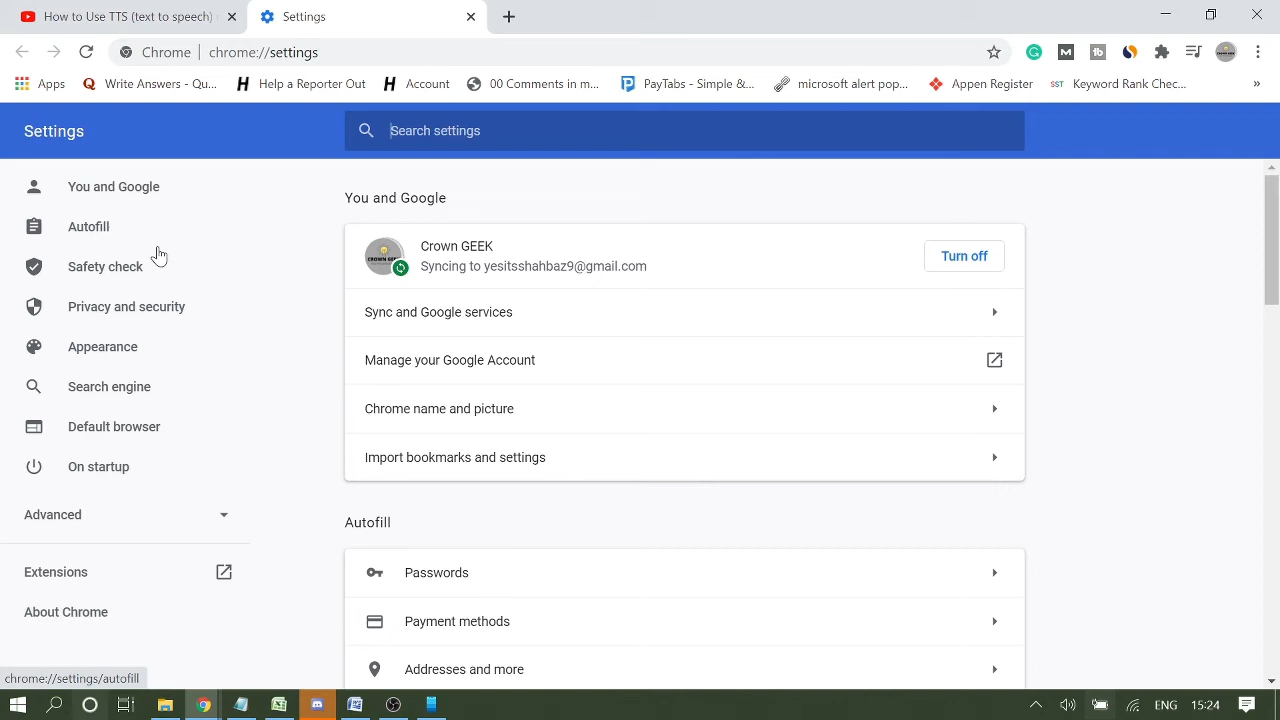 How to Use TTS (text to speech)
Settings
Chrome
chrome://settings
Apps
Write Answers - Qu...
Help a Reporter Out
Account
00 Comments in m...
PayTabs - Simple &...
microsoft alert pop...
Appen Register
SST
Keyword Rank Chec...
»
Settings
Search settings
You and Google
Autofill
Safety check
Privacy and security
Appearance
Search engine
Default browser
On startup
Advanced
Extensions
About Chrome
You and Google
Crown GEEK
Syncing to yesitsshahbaz9@gmail.com
Turn off
Sync and Google services
Manage your Google Account
Chrome name and picture
Import bookmarks and settings
Autofill
Passwords
Payment methods
Addresses and more
chrome://settings/autofill
ENG
15:24